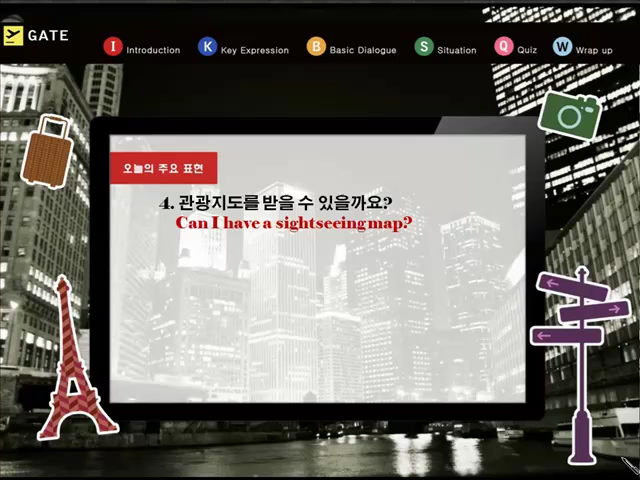 GATE
I Introduction
K Key Expression
B Basic Dialogue
S Situation
Q Quiz
W Wrap up
오늘의 주요 표현
4. 관광지도를 받을 수 있을까요?
Can I have a sightseeing map?